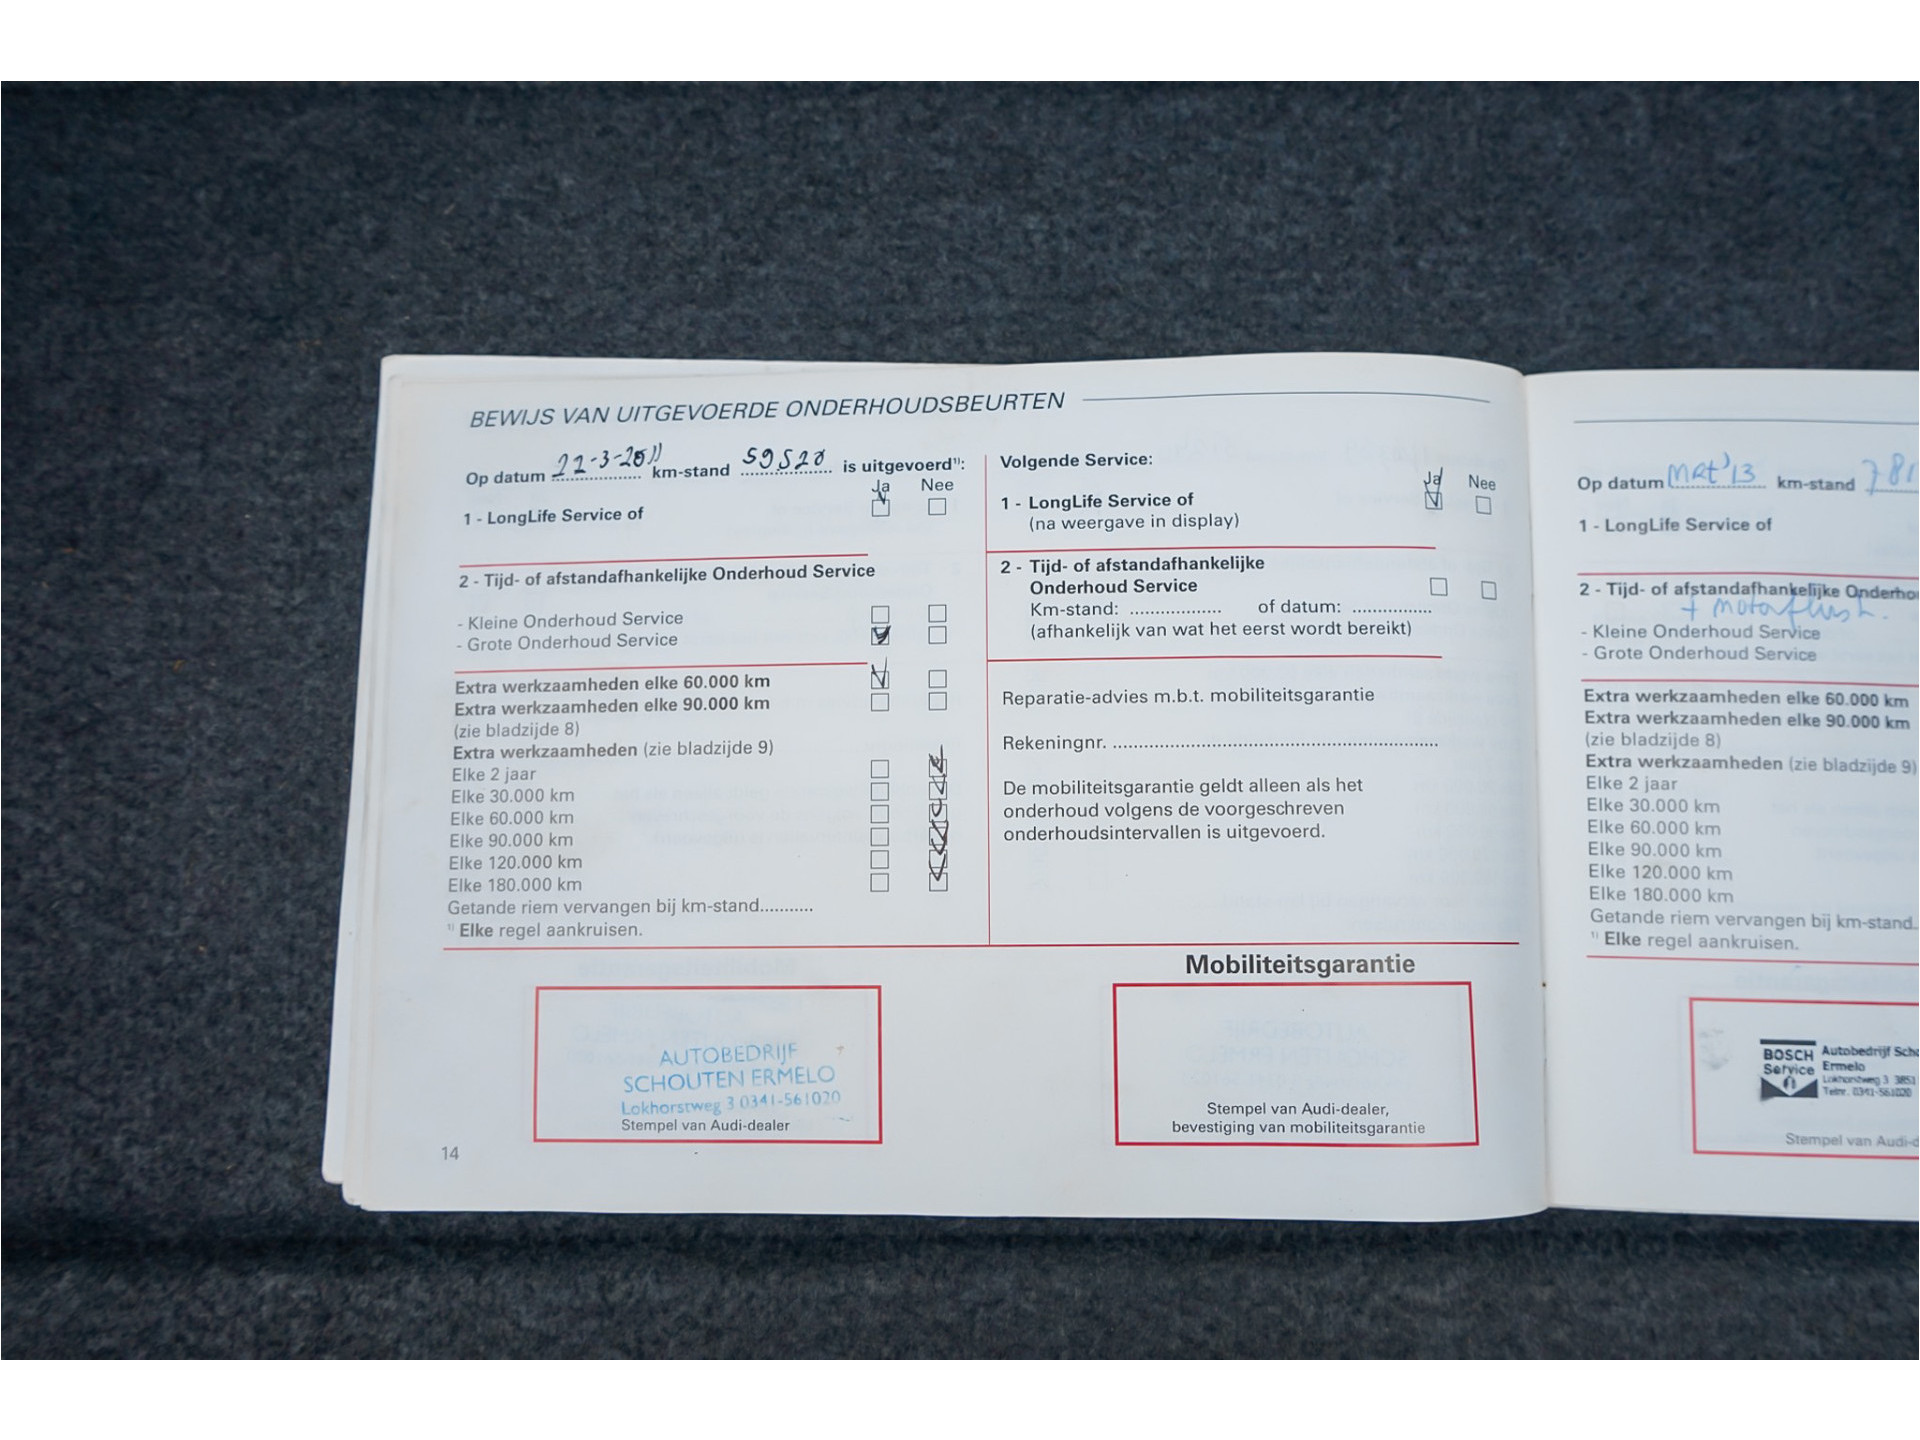 BEWIJS VAN UITGEVOERDE ONDERHOUDSBEURTEN
Op datum 22-3-2011 km-stand 59520 is uitgevoerd¹⁾:
Ja Nee
1 - LongLife Service of
2 - Tijd- of afstandafhankelijke Onderhoud Service
- Kleine Onderhoud Service
- Grote Onderhoud Service
Extra werkzaamheden elke 60.000 km
Extra werkzaamheden elke 90.000 km
(zie bladzijde 8)
Extra werkzaamheden (zie bladzijde 9)
Elke 2 jaar
Elke 30.000 km
Elke 60.000 km
Elke 90.000 km
Elke 120.000 km
Elke 180.000 km
Getande riem vervangen bij km-stand...........
¹⁾ Elke regel aankruisen.
AUTOBEDRIJF
SCHOUTEN ERMELO
Lokhorstweg 3 0341-561020
Stempel van Audi-dealer
14
Volgende Service:
Ja Nee
1 - LongLife Service of
(na weergave in display)
2 - Tijd- of afstandafhankelijke
Onderhoud Service
Km-stand: .................. of datum: ...............
(afhankelijk van wat het eerst wordt bereikt)
Reparatie-advies m.b.t. mobiliteitsgarantie
Rekeningnr. ..............................................................
De mobiliteitsgarantie geldt alleen als het
onderhoud volgens de voorgeschreven
onderhoudsintervallen is uitgevoerd.
Mobiliteitsgarantie
Stempel van Audi-dealer,
bevestiging van mobiliteitsgarantie
Op datum Mrt'13 km-stand 781
1 - LongLife Service of
2 - Tijd- of afstandafhankelijke Onderho
+ motorflush.
- Kleine Onderhoud Service
- Grote Onderhoud Service
Extra werkzaamheden elke 60.000 km
Extra werkzaamheden elke 90.000 km
(zie bladzijde 8)
Extra werkzaamheden (zie bladzijde 9)
Elke 2 jaar
Elke 30.000 km
Elke 60.000 km
Elke 90.000 km
Elke 120.000 km
Elke 180.000 km
Getande riem vervangen bij km-stand..
¹⁾ Elke regel aankruisen.
BOSCH
Service
Autobedrijf Scho
Ermelo
Lokhorstweg 3 3851
Telnr. 0341-561020
Stempel van Audi-d